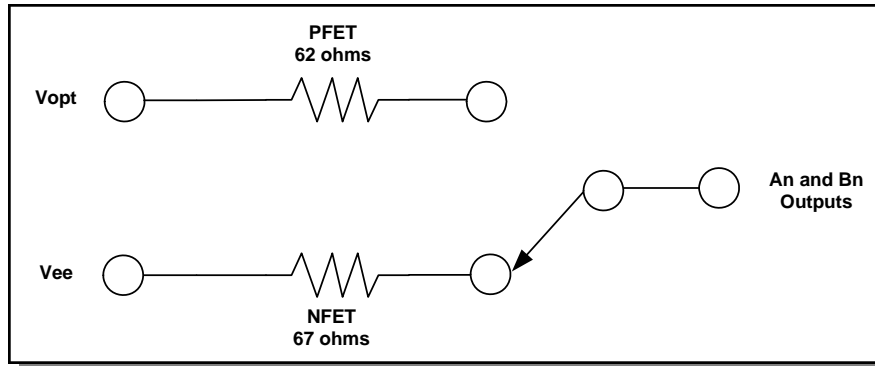 PFET
62 ohms
Vopt
An and Bn
Outputs
Vee
NFET
67 ohms